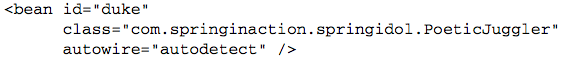 <bean id="duke"
class="com.springinaction.springidol.PoeticJuggler"
autowire="autodetect" />